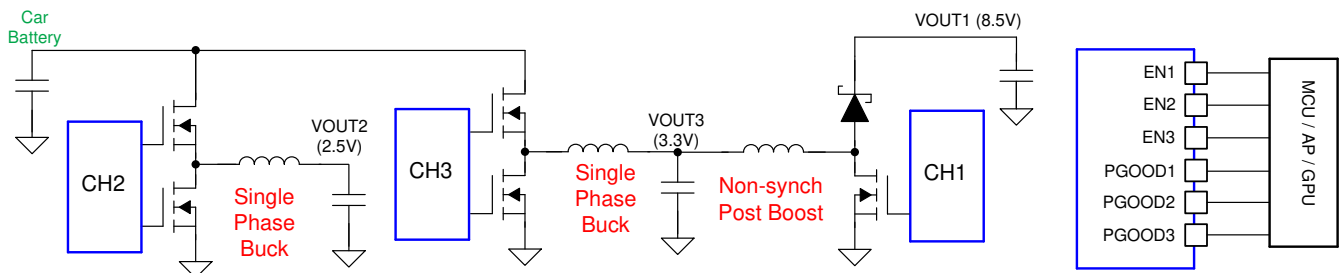 Car
Battery
CH2
VOUT2
(2.5V)
Single
Phase
Buck
CH3
VOUT3
(3.3V)
Single
Phase
Buck
Non-synch
Post Boost
VOUT1 (8.5V)
CH1
EN1
EN2
EN3
PGOOD1
PGOOD2
PGOOD3
MCU / AP / GPU